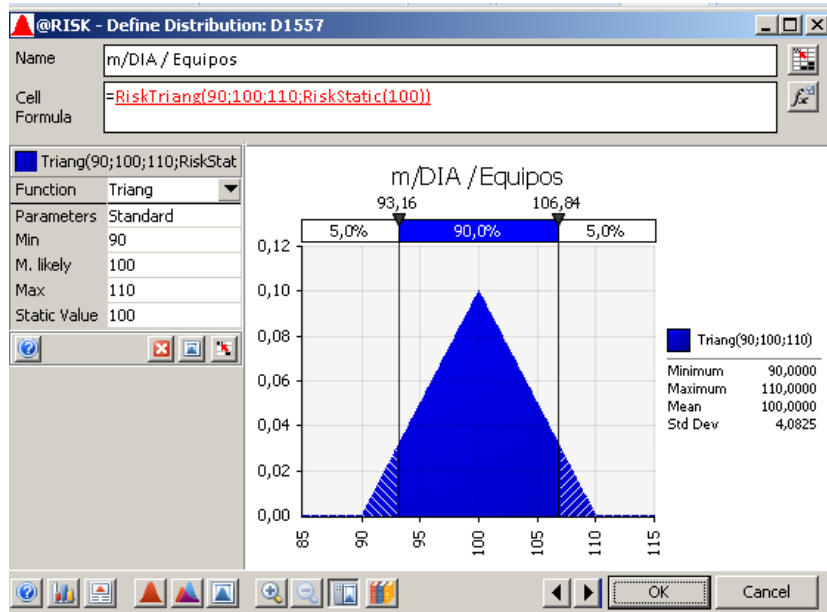 @RISK - Define Distribution: D1557
Name
m/DIA / Equipos
Cell Formula
=RiskTriang(90;100;110;RiskStatic(100))
Triang(90;100;110;RiskStat
Function Triang
Parameters Standard
Min 90
M. likely 100
Max 110
Static Value 100
m/DIA / Equipos
93,16 106,84
5,0% 90,0% 5,0%
0,12
0,10
0,08
0,06
0,04
0,02
0,00
85 90 95 100 105 110 115
Triang(90;100;110)
Minimum 90,0000
Maximum 110,0000
Mean 100,0000
Std Dev 4,0825
OK Cancel